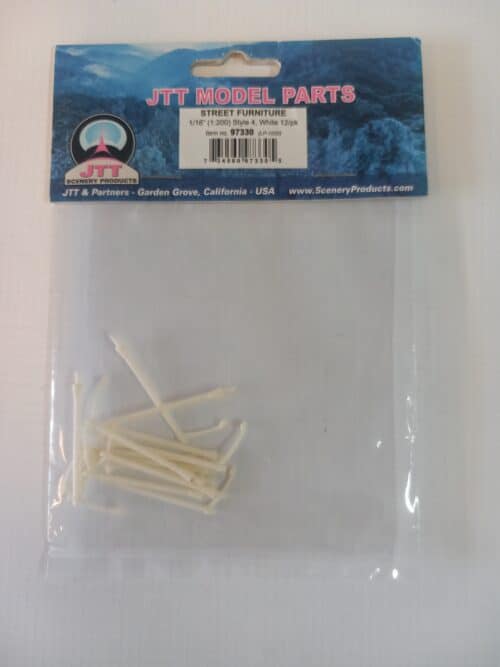 JTT MODEL PARTS
STREET FURNITURE
1/16" (1:200) Style 4, White 12/pk
Item no. 97330
JTT
SCENERY PRODUCTS
JTT & Partners - Garden Grove, California - USA
www.SceneryProducts.com